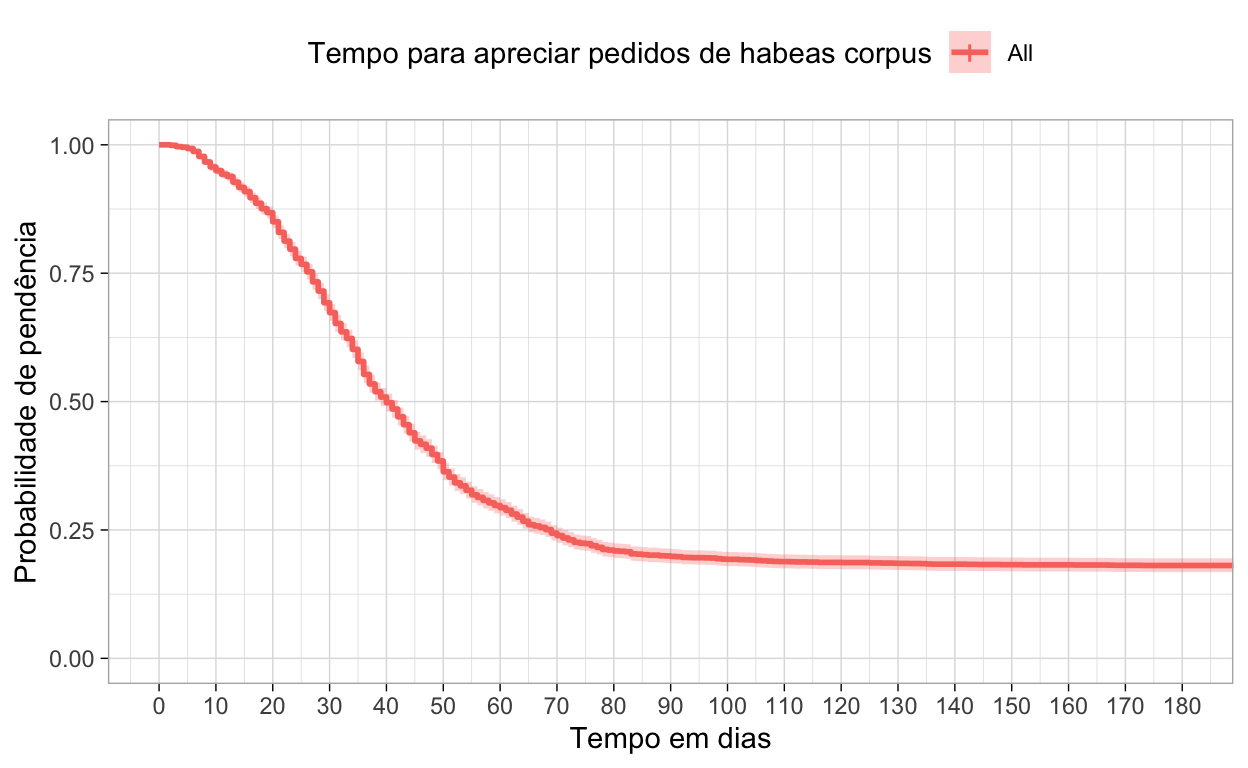 Tempo para apreciar pedidos de habeas corpus All
Probabilidade de pendência
1.00
0.75
0.50
0.25
0.00
0 10 20 30 40 50 60 70 80 90 100 110 120 130 140 150 160 170 180
Tempo em dias